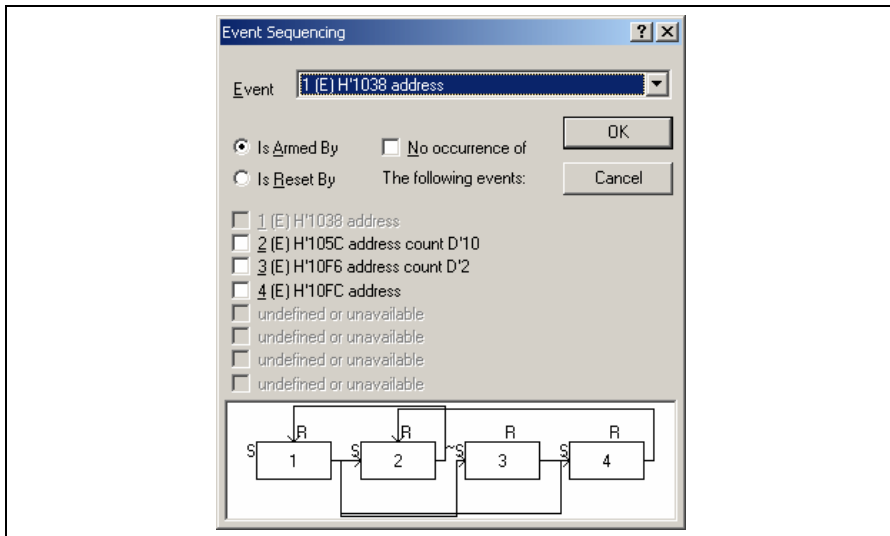 Event Sequencing
Event 1 (E) H'1038 address
OK
Is Armed By No occurrence of
Is Reset By The following events: Cancel
1 (E) H'1038 address
2 (E) H'105C address count D'10
3 (E) H'10F6 address count D'2
4 (E) H'10FC address
undefined or unavailable
undefined or unavailable
undefined or unavailable
undefined or unavailable
R R R R
S S ~S S
1 2 3 4